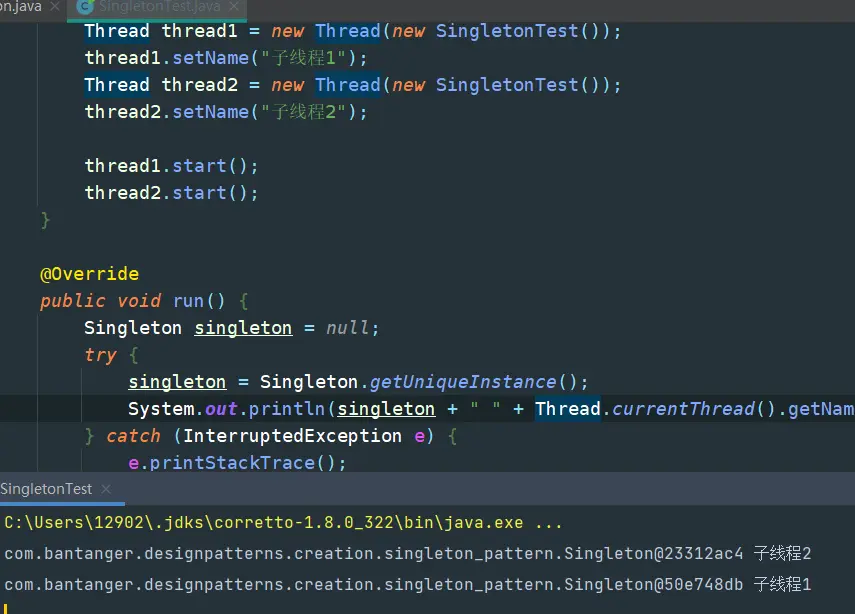 on.java × SingletonTest.java ×
Thread thread1 = new Thread(new SingletonTest());
thread1.setName("子线程1");
Thread thread2 = new Thread(new SingletonTest());
thread2.setName("子线程2");
thread1.start();
thread2.start();
}
@Override
public void run() {
Singleton singleton = null;
try {
singleton = Singleton.getUniqueInstance();
System.out.println(singleton + " " + Thread.currentThread().getNam
} catch (InterruptedException e) {
e.printStackTrace();
SingletonTest ×
C:\Users\12902\.jdks\corretto-1.8.0_322\bin\java.exe ...
com.bantanger.designpatterns.creation.singleton_pattern.Singleton@23312ac4 子线程2
com.bantanger.designpatterns.creation.singleton_pattern.Singleton@50e748db 子线程1